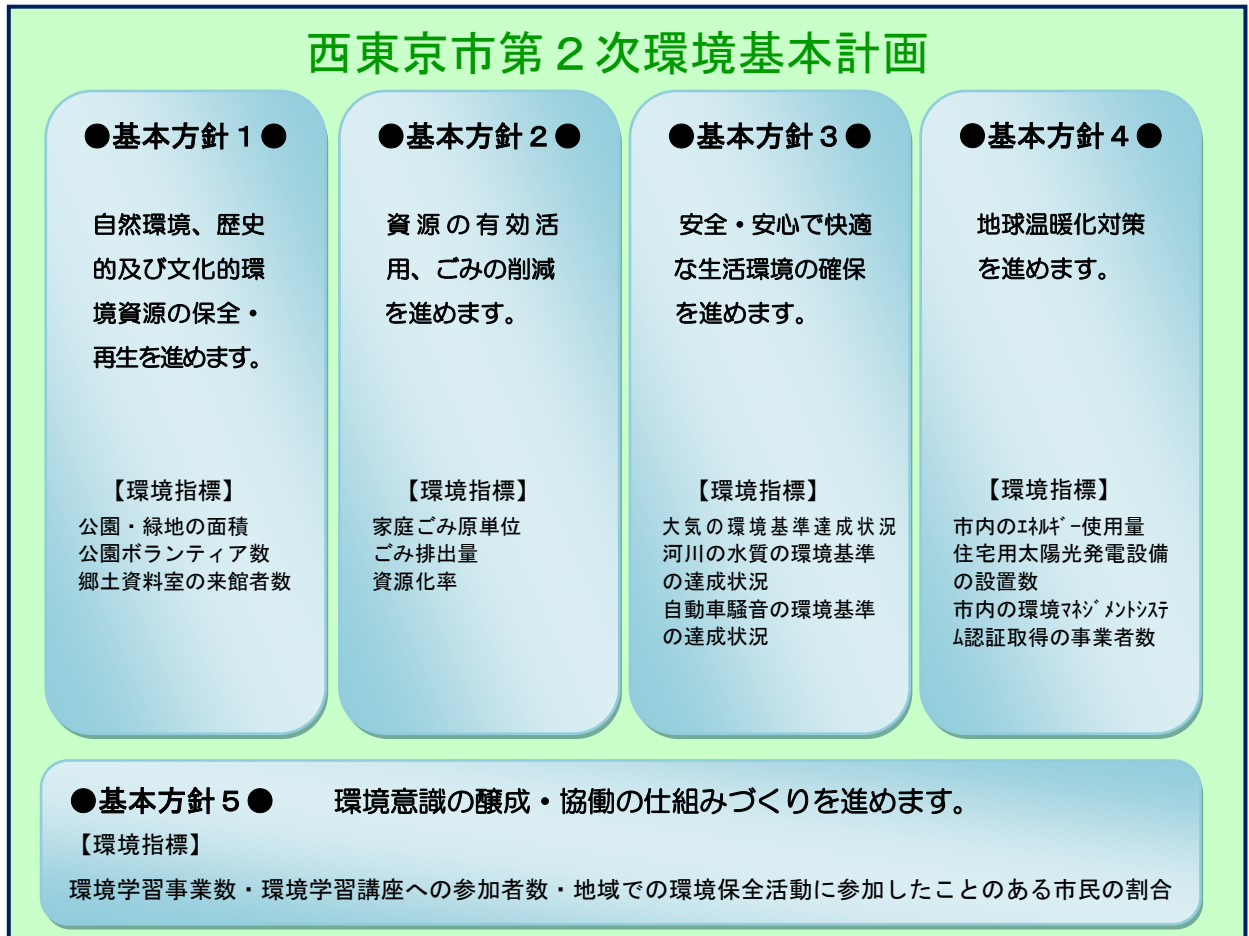 西東京市第２次環境基本計画
●基本方針１●
自然環境、歴史
的及び文化的環
境資源の保全・
再生を進めます。
【環境指標】
公園・緑地の面積
公園ボランティア数
郷土資料室の来館者数
●基本方針２●
資源の有効活
用、ごみの削減
を進めます。
【環境指標】
家庭ごみ原単位
ごみ排出量
資源化率
●基本方針３●
安全・安心で快適
な生活環境の確保
を進めます。
【環境指標】
大気の環境基準達成状況
河川の水質の環境基準
の達成状況
自動車騒音の環境基準
の達成状況
●基本方針４●
地球温暖化対策
を進めます。
【環境指標】
市内のｴﾈﾙｷﾞｰ使用量
住宅用太陽光発電設備
の設置数
市内の環境ﾏﾈｼﾞﾒﾝﾄｼｽﾃ
ﾑ認証取得の事業者数
●基本方針５● 環境意識の醸成・協働の仕組みづくりを進めます。
【環境指標】
環境学習事業数・環境学習講座への参加者数・地域での環境保全活動に参加したことのある市民の割合